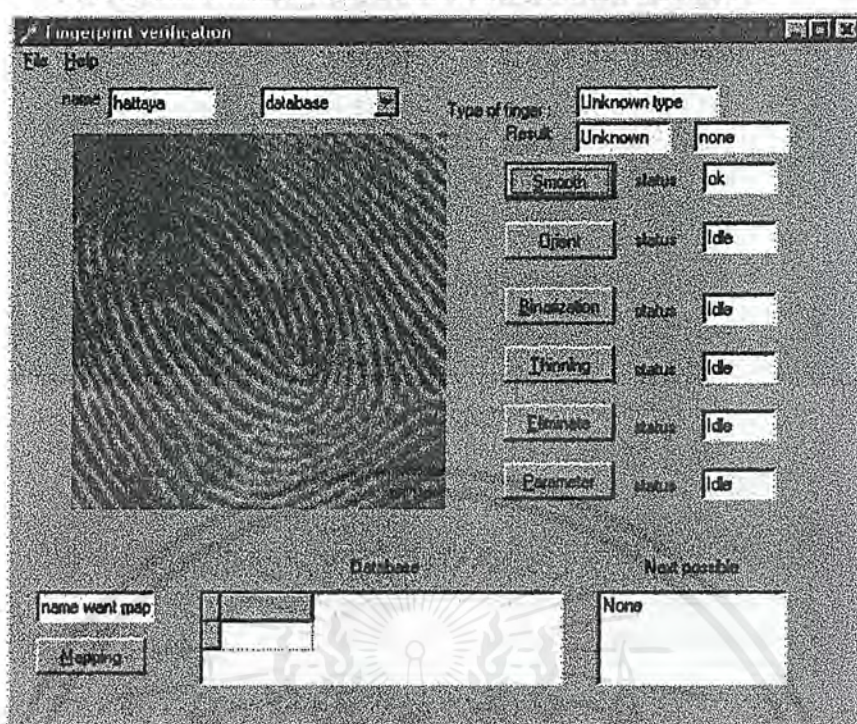 Fingerprint verification
File Help
name hattaya database
Type of finger : Unknown type
Result Unknown none
Smooth status ok
Orient status Idle
Binarization status Idle
Thinning status Idle
Eliminate status Idle
Parameter status Idle
Database Next possible
name want map None
Mapping